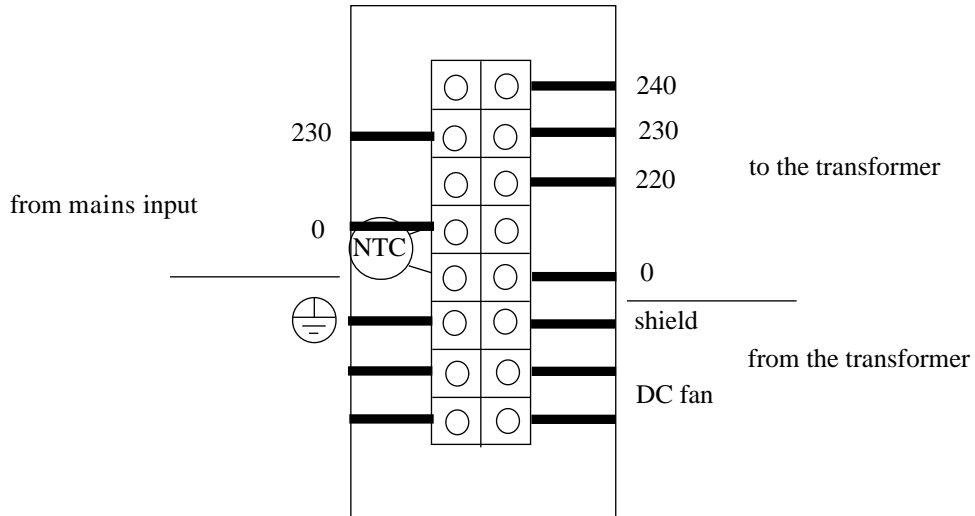 240
230
230
220
to the transformer
from mains input
0
NTC
0
shield
from the transformer
DC fan